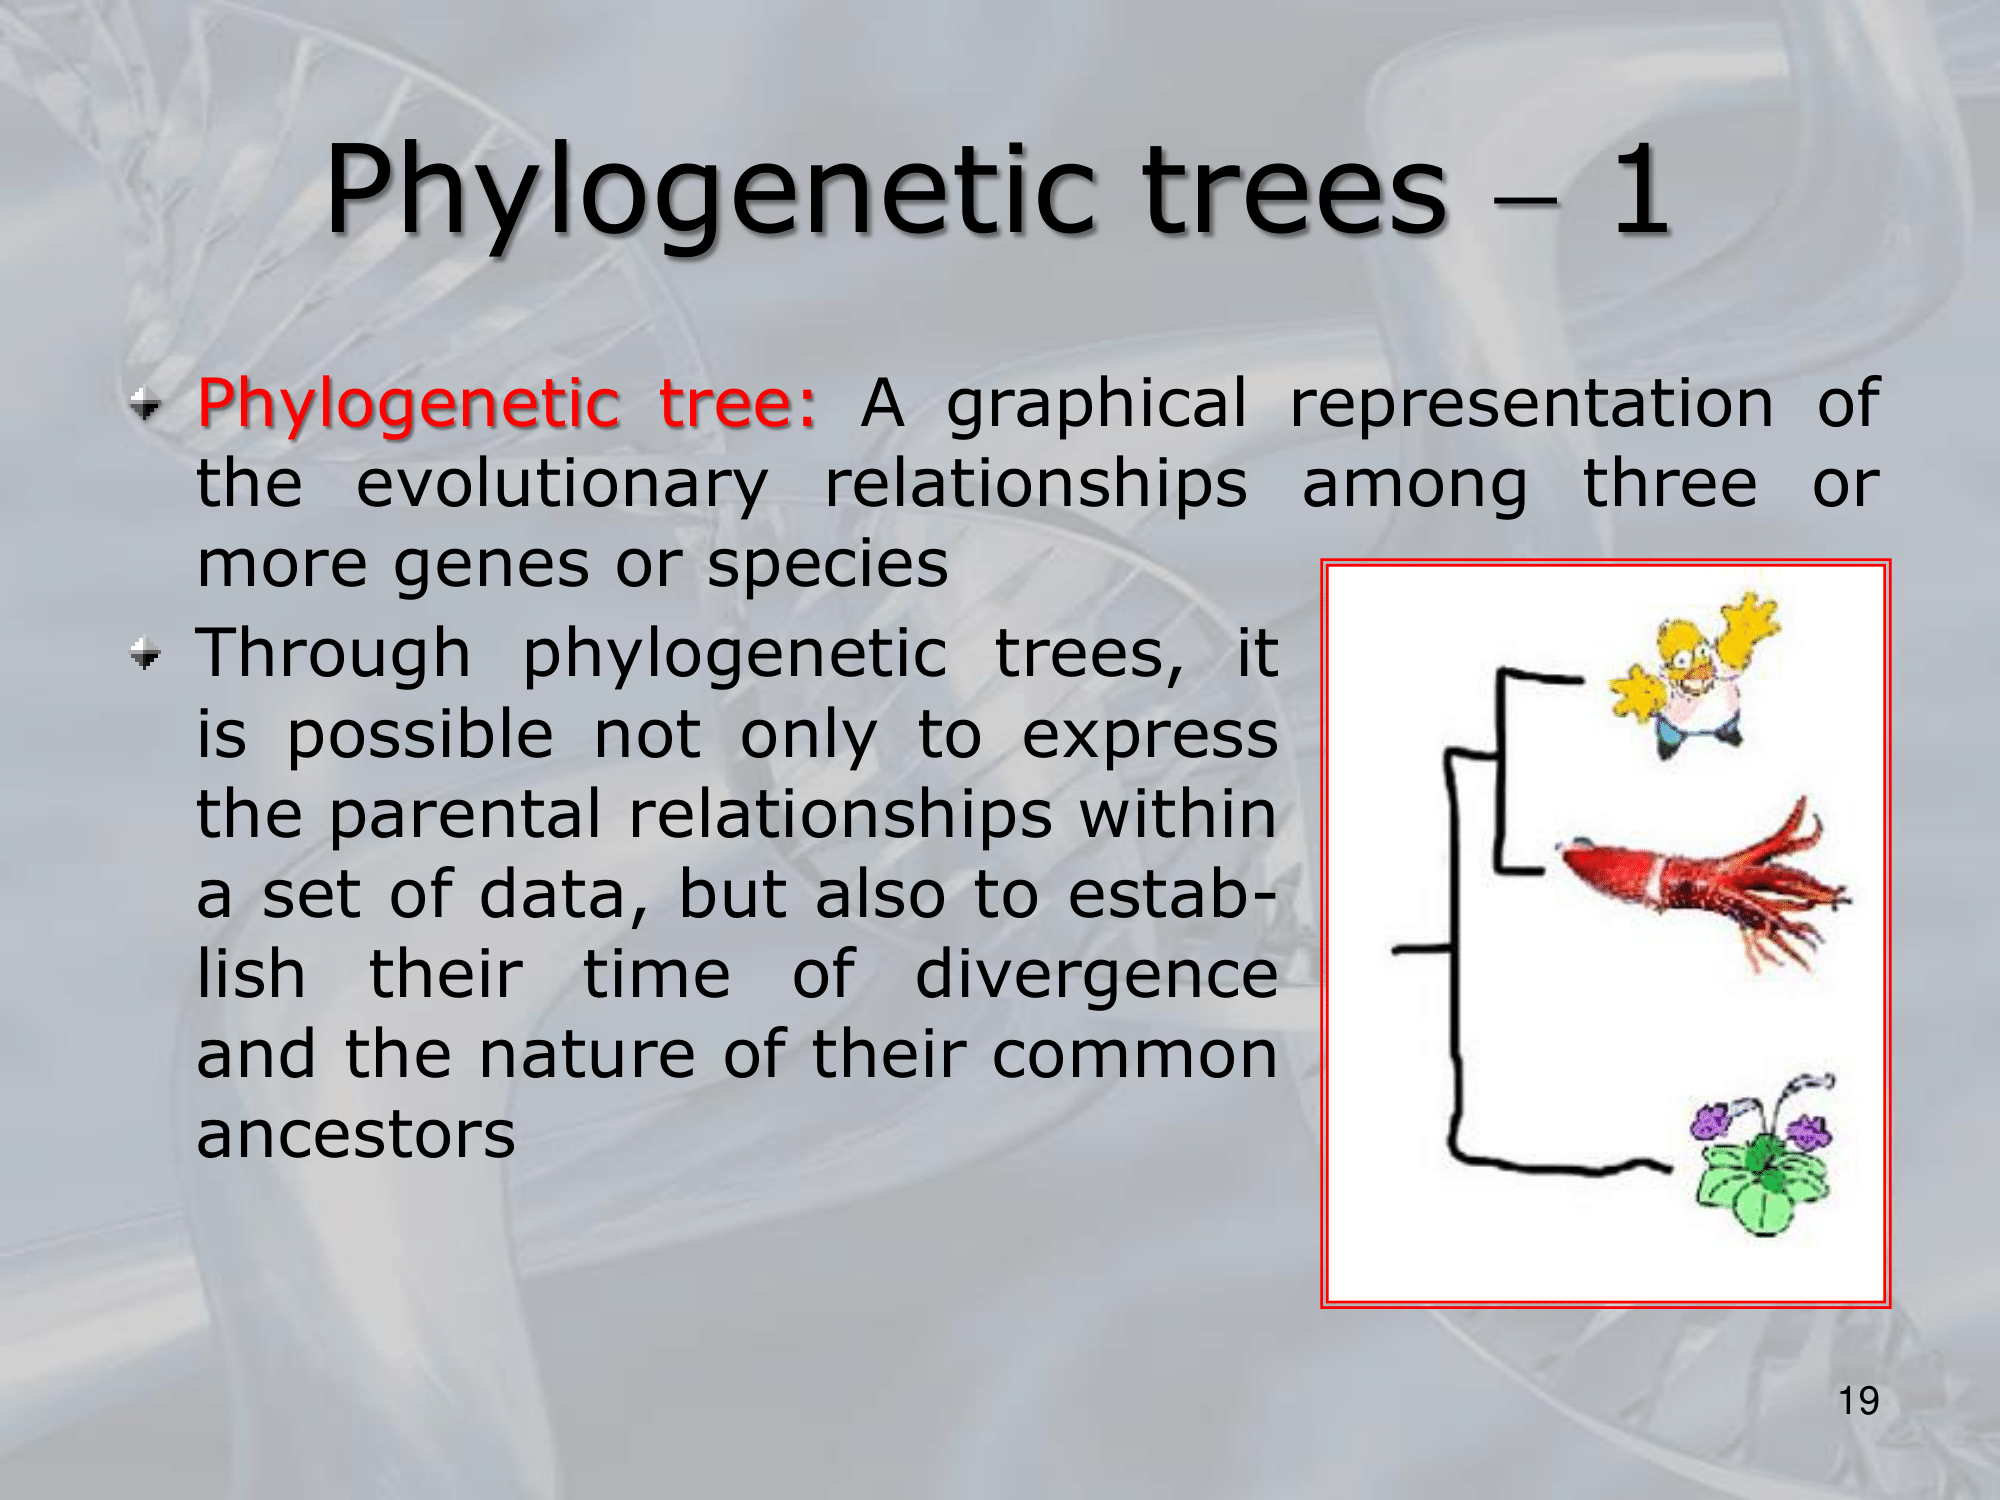 Phylogenetic trees – 1
Phylogenetic tree: A graphical representation of
the evolutionary relationships among three or
more genes or species
Through phylogenetic trees, it
is possible not only to express
the parental relationships within
a set of data, but also to estab-
lish their time of divergence
and the nature of their common
ancestors
19